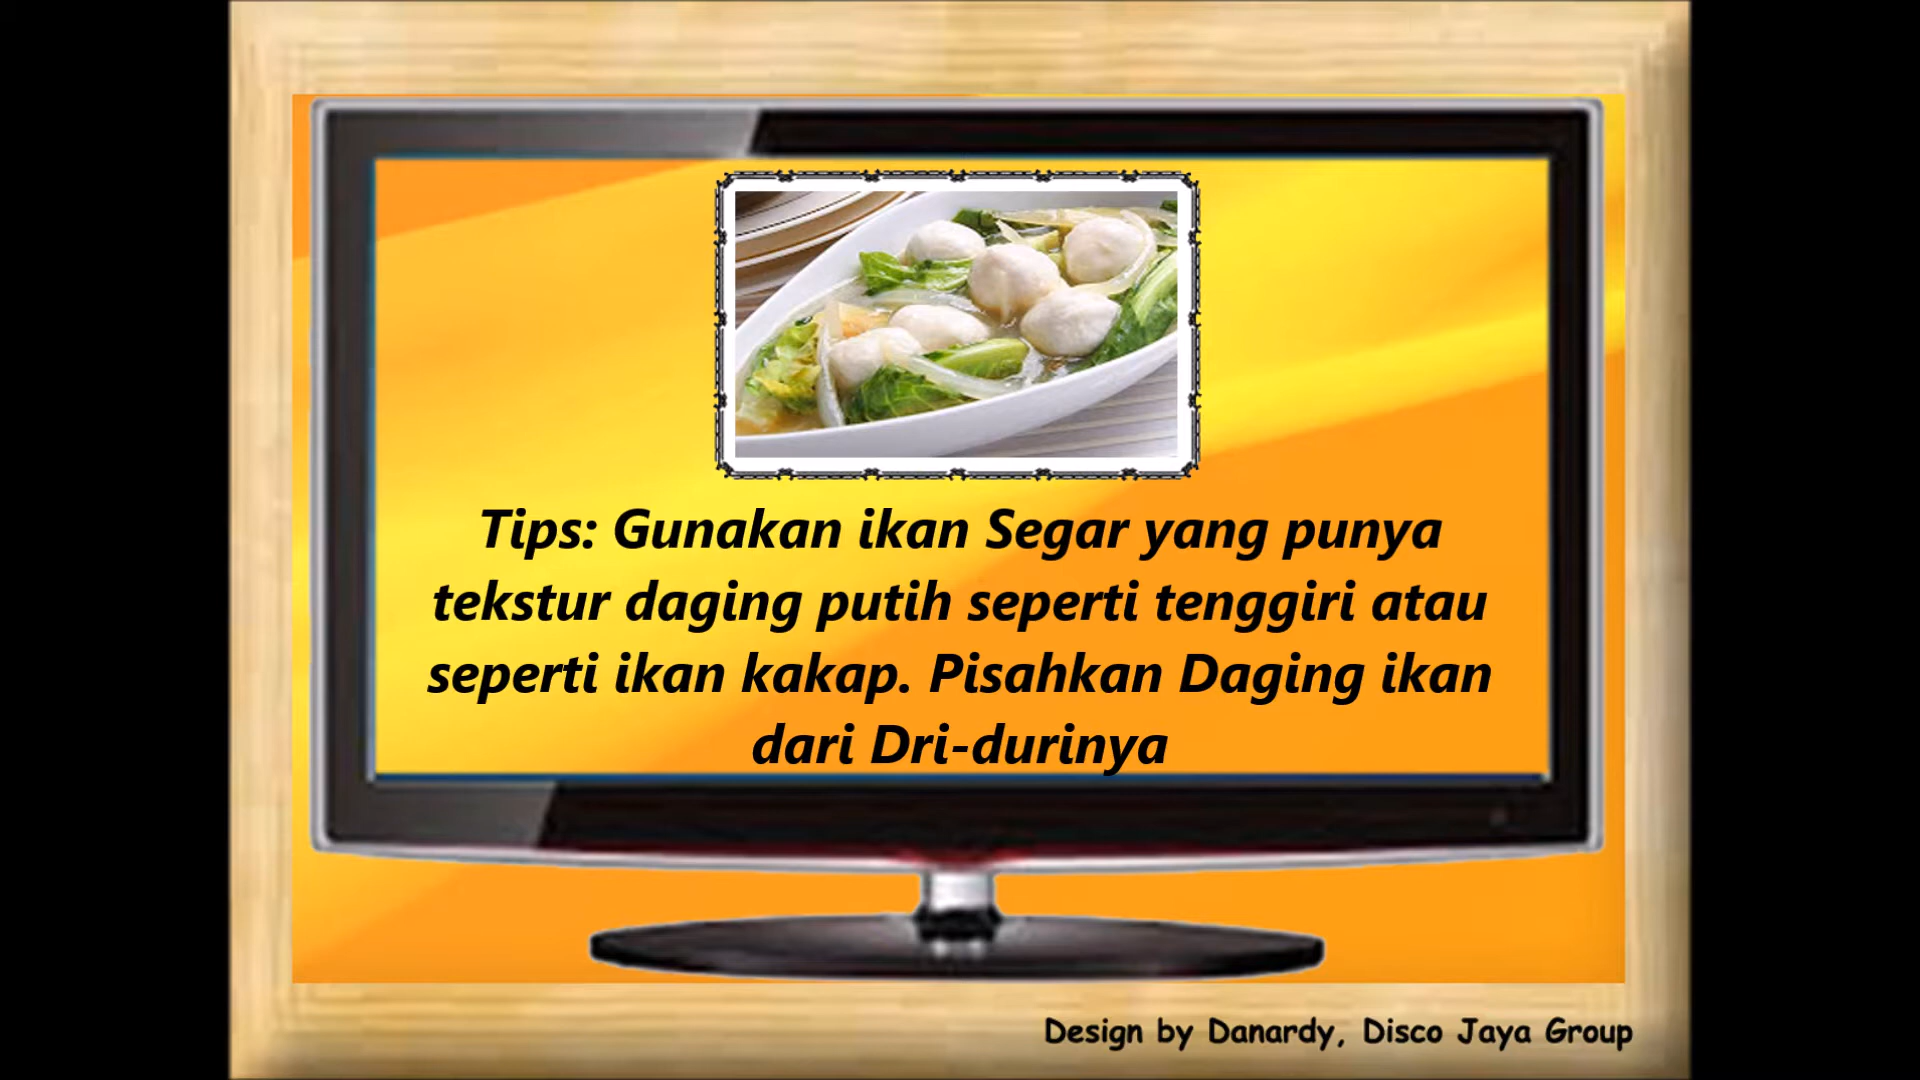 Tips: Gunakan ikan Segar yang punya
tekstur daging putih seperti tenggiri atau
seperti ikan kakap. Pisahkan Daging ikan
dari Dri-durinya
Design by Danardy, Disco Jaya Group